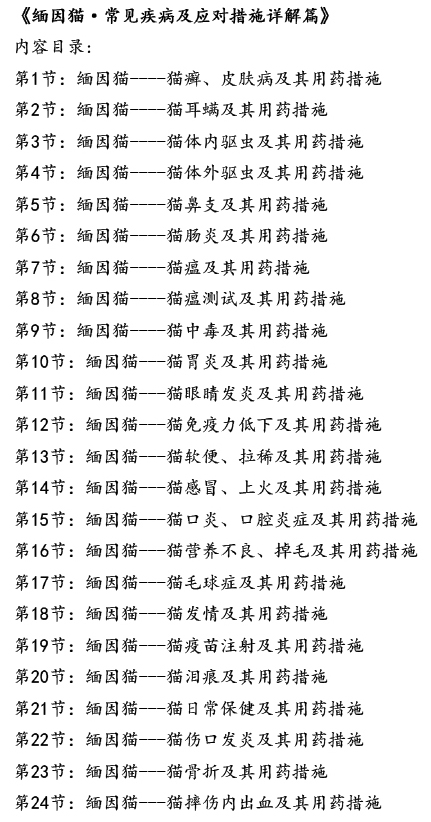 《缅因猫·常见疾病及应对措施详解篇》
内容目录：
第1节：缅因猫----猫癣、皮肤病及其用药措施
第2节：缅因猫----猫耳螨及其用药措施
第3节：缅因猫----猫体内驱虫及其用药措施
第4节：缅因猫----猫体外驱虫及其用药措施
第5节：缅因猫----猫鼻支及其用药措施
第6节：缅因猫----猫肠炎及其用药措施
第7节：缅因猫----猫瘟及其用药措施
第8节：缅因猫----猫瘟测试及其用药措施
第9节：缅因猫----猫中毒及其用药措施
第10节：缅因猫---猫胃炎及其用药措施
第11节：缅因猫---猫眼睛发炎及其用药措施
第12节：缅因猫---猫免疫力低下及其用药措施
第13节：缅因猫---猫软便、拉稀及其用药措施
第14节：缅因猫---猫感冒、上火及其用药措施
第15节：缅因猫---猫口炎、口腔炎症及其用药措施
第16节：缅因猫---猫营养不良、掉毛及其用药措施
第17节：缅因猫---猫毛球症及其用药措施
第18节：缅因猫---猫发情及其用药措施
第19节：缅因猫---猫疫苗注射及其用药措施
第20节：缅因猫---猫泪痕及其用药措施
第21节：缅因猫---猫日常保健及其用药措施
第22节：缅因猫---猫伤口发炎及其用药措施
第23节：缅因猫---猫骨折及其用药措施
第24节：缅因猫---猫摔伤内出血及其用药措施